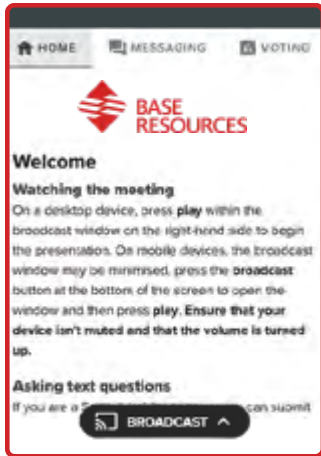 HOME MESSAGING VOTING
BASE
RESOURCES
Welcome
Watching the meeting
On a desktop device, press play within the
broadcast window on the right-hand side to begin
the presentation. On mobile devices, the broadcast
window may be minimised, press the broadcast
button at the bottom of the screen to open the
window and then press play. Ensure that your
device isn't muted and that the volume is turned
up.
Asking text questions
If you are a can submit
BROADCAST